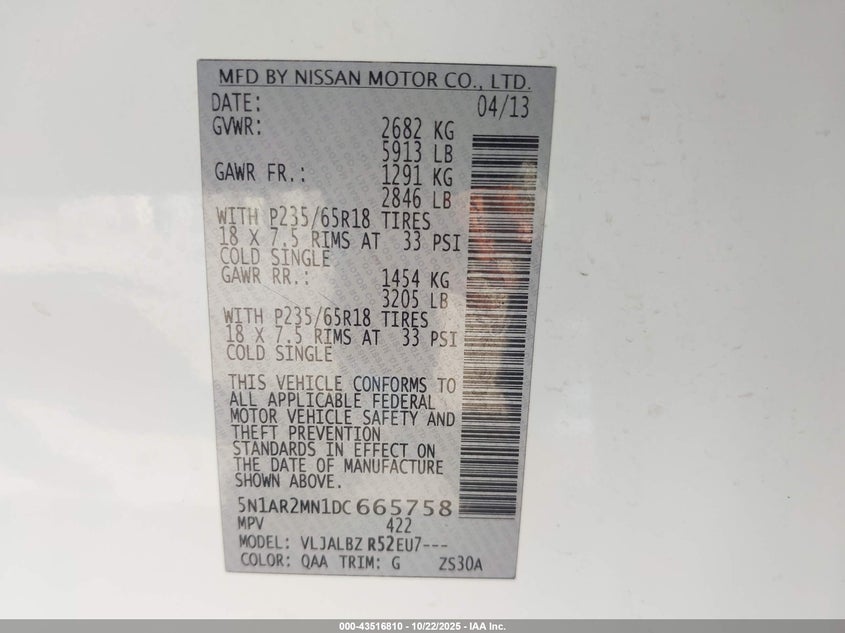 MFD BY NISSAN MOTOR CO., LTD.
DATE: 04/13
GVWR: 2682 KG
5913 LB
GAWR FR.: 1291 KG
2846 LB
WITH P235/65R18 TIRES
18 X 7.5 RIMS AT 33 PSI
COLD SINGLE
GAWR RR.: 1454 KG
3205 LB
WITH P235/65R18 TIRES
18 X 7.5 RIMS AT 33 PSI
COLD SINGLE
THIS VEHICLE CONFORMS TO
ALL APPLICABLE FEDERAL
MOTOR VEHICLE SAFETY AND
THEFT PREVENTION
STANDARDS IN EFFECT ON
THE DATE OF MANUFACTURE
SHOWN ABOVE.
5N1AR2MN1DC665758
MPV 422
MODEL: VLJALBZ R52EU7---
COLOR: QAA TRIM: G ZS30A
000-43516810 - 10/22/2025 - IAA Inc.